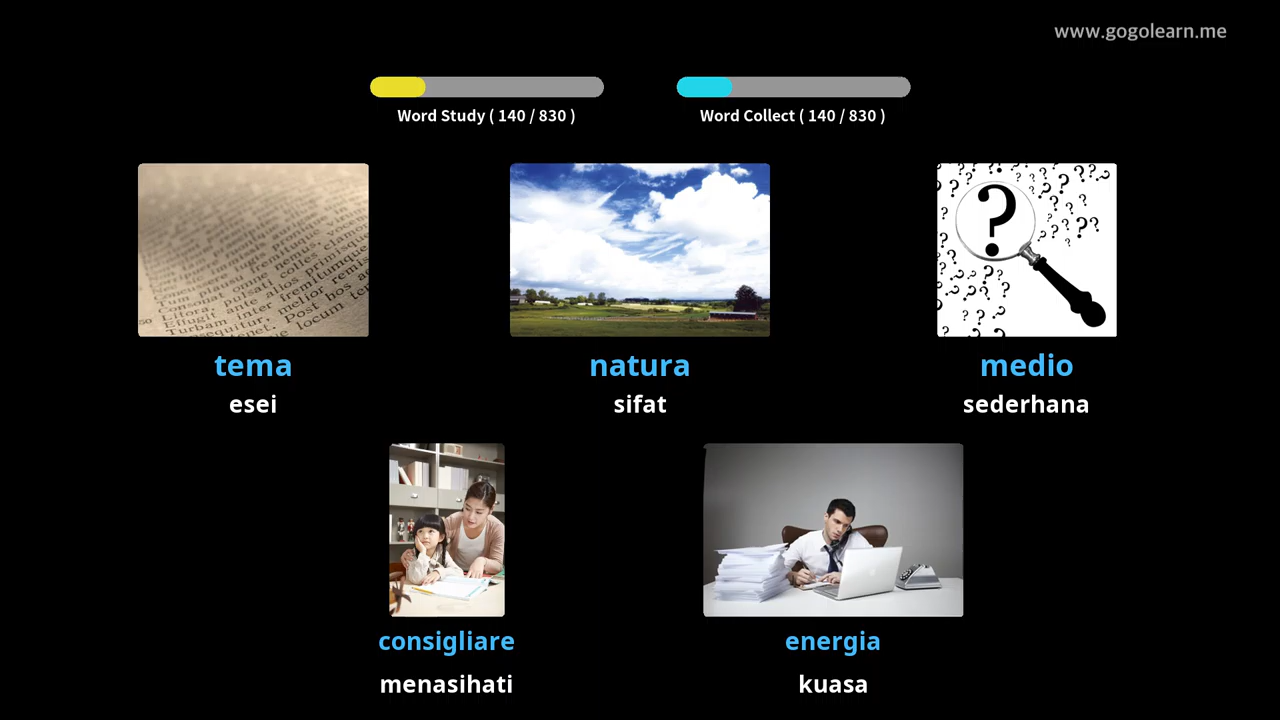 www.gogolearn.me
Word Study ( 140 / 830 )
Word Collect ( 140 / 830 )
tema
natura
medio
esei
sifat
sederhana
consigliare
energia
menasihati
kuasa